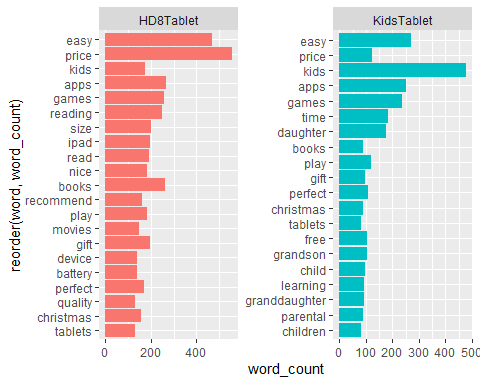 HD8Tablet
easy
price
kids
apps
games
reading
size
ipad
read
nice
books
recommend
play
movies
gift
device
battery
perfect
quality
christmas
tablets
0
200
400
KidsTablet
easy
price
kids
apps
games
time
daughter
books
play
gift
perfect
christmas
tablets
free
grandson
child
learning
granddaughter
parental
children
0
100
200
300
400
500
reorder(word, word_count)
word_count